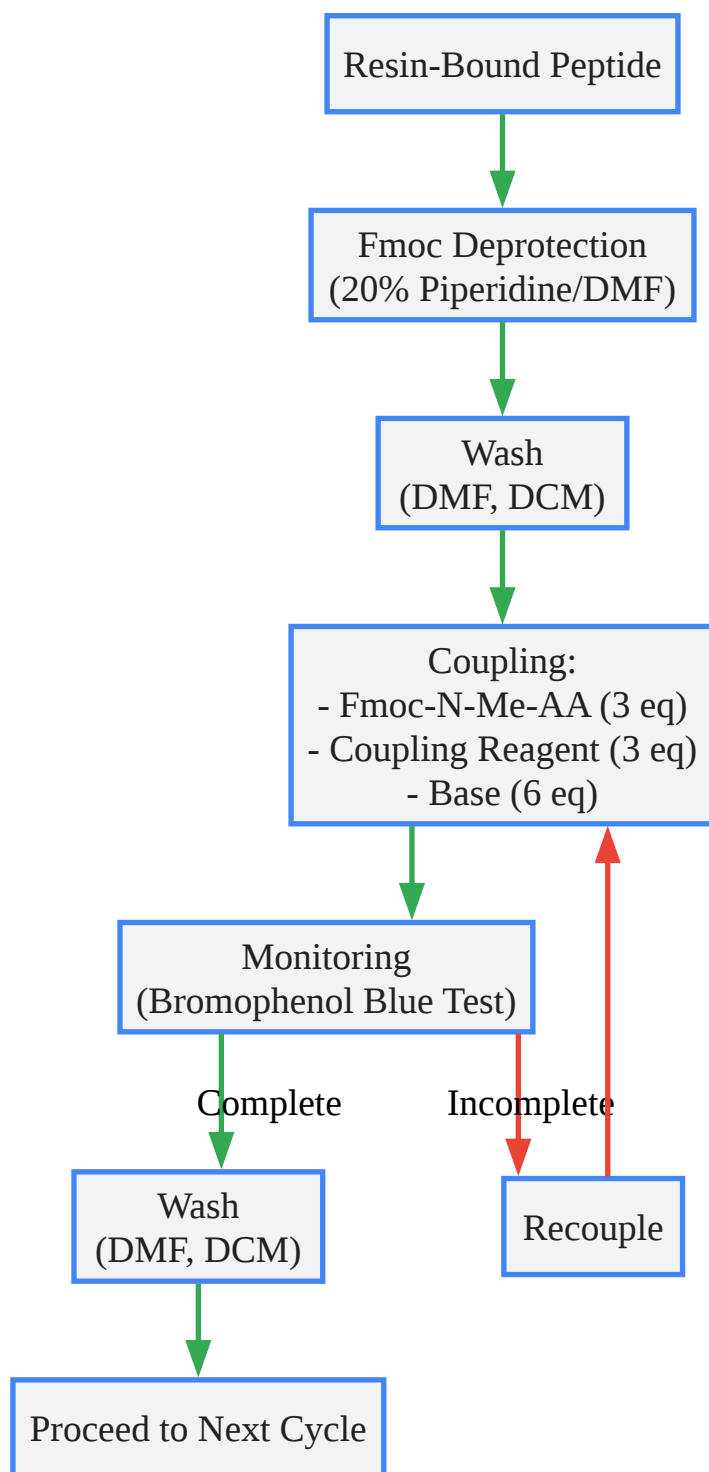 Resin-Bound Peptide
Fmoc Deprotection
(20% Piperidine/DMF)
Wash
(DMF, DCM)
Coupling:
- Fmoc-N-Me-AA (3 eq)
- Coupling Reagent (3 eq)
- Base (6 eq)
Monitoring
(Bromophenol Blue Test)
Complete
Incomplete
Wash
(DMF, DCM)
Recouple
Proceed to Next Cycle